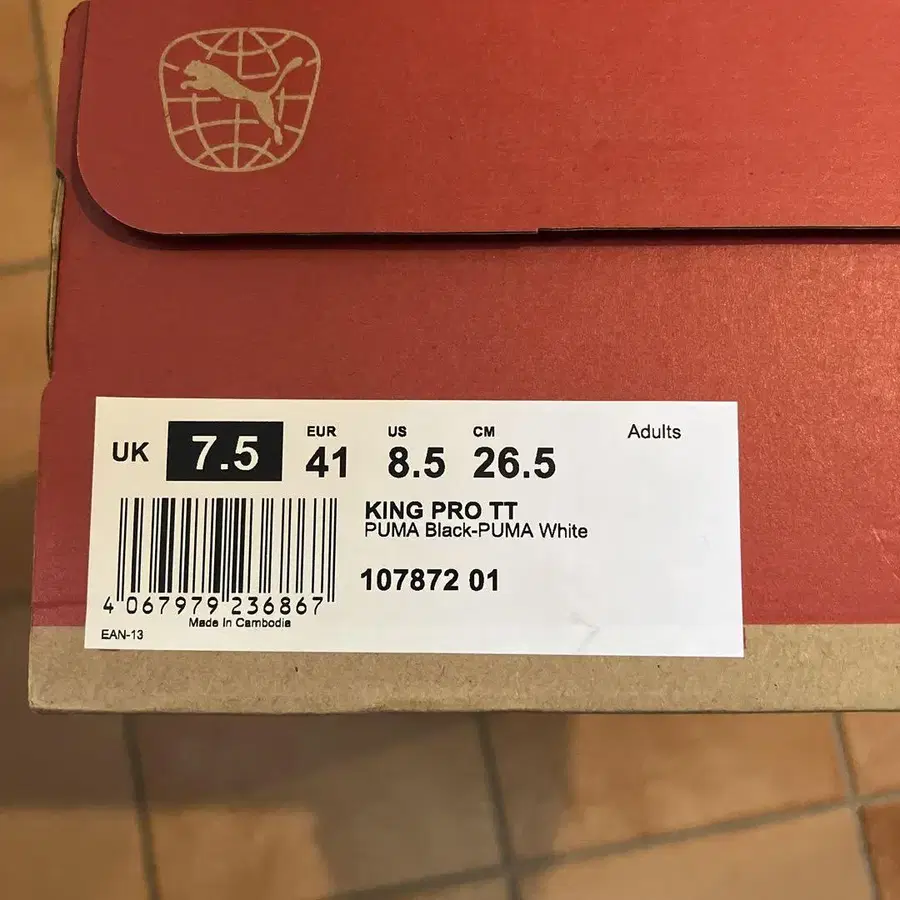 UK 7.5 EUR 41 US 8.5 CM 26.5 Adults
KING PRO TT
PUMA Black-PUMA White
107872 01
4 067979 236867
Made In Cambodia
EAN-13